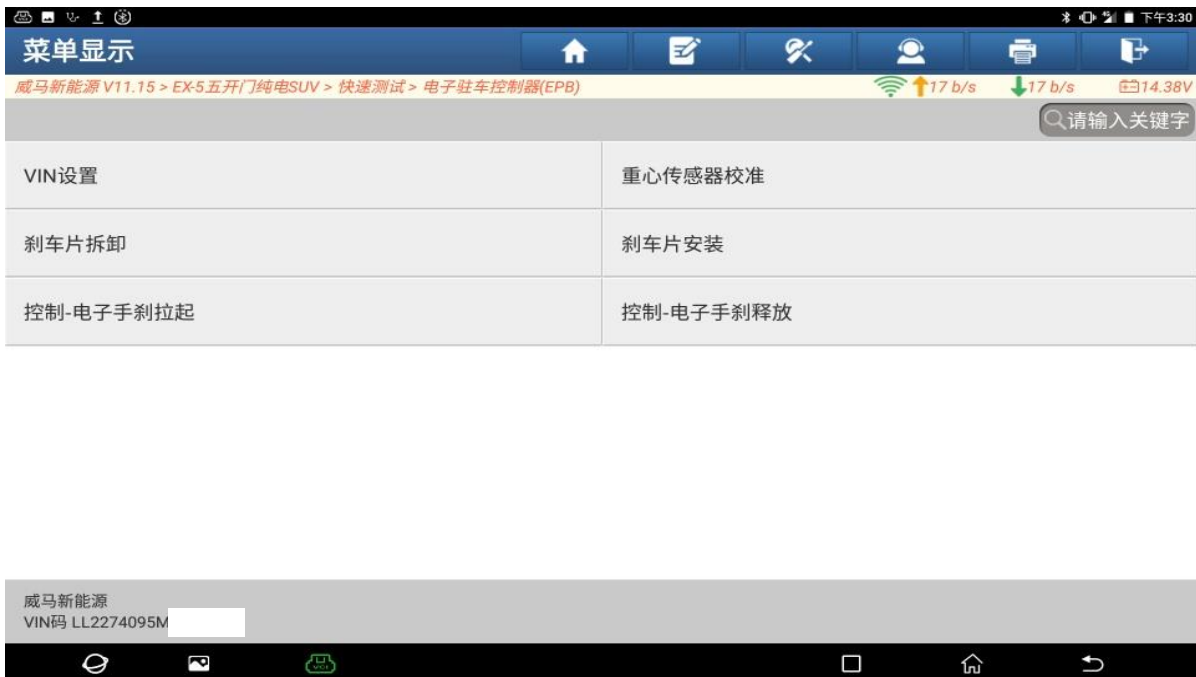 下午3:30
菜单显示
威马新能源 V11.15 > EX-5五开门纯电SUV > 快速测试 > 电子驻车控制器(EPB)
17 b/s
17 b/s
14.38V
请输入关键字
VIN设置
重心传感器校准
刹车片拆卸
刹车片安装
控制-电子手刹拉起
控制-电子手刹释放
威马新能源
VIN码 LL2274095M